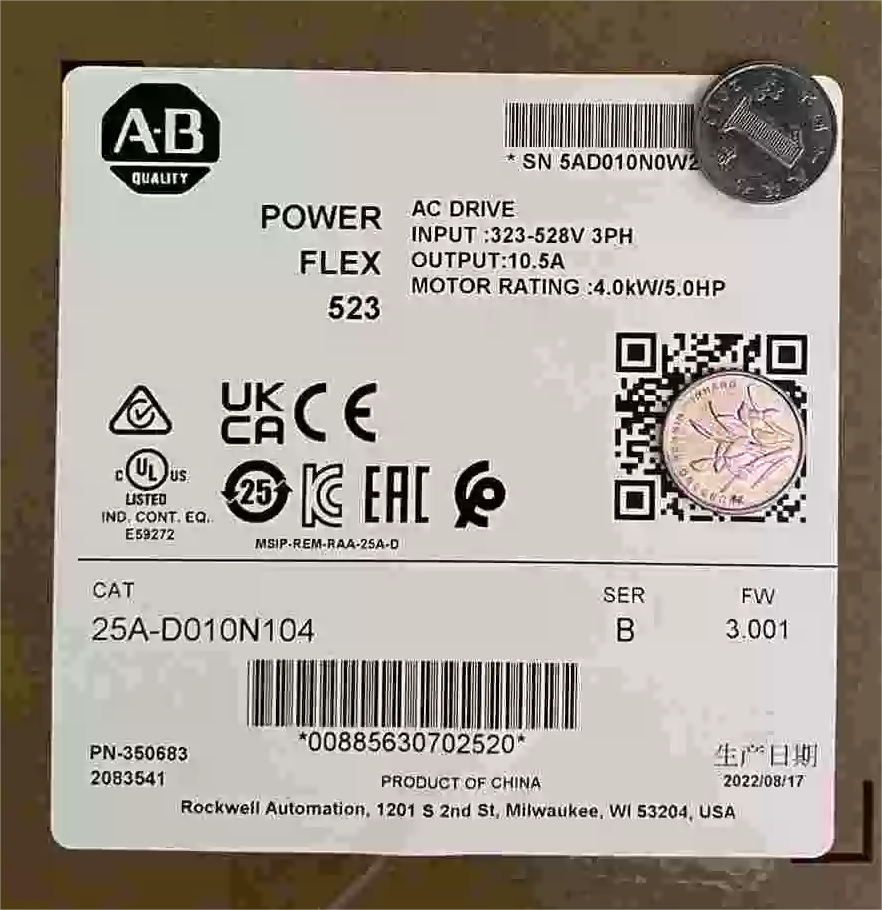 A-B
QUALITY
* SN 5AD010N0W2
POWER
FLEX
523
AC DRIVE
INPUT :323-528V 3PH
OUTPUT:10.5A
MOTOR RATING :4.0kW/5.0HP
UK
CA
CE
C UL US
LISTED
IND. CONT. EQ.
E59272
25
EAC
MSIP-REM-RAA-25A-D
CAT
25A-D010N104
SER
B
FW
3.001
*00885630702520*
PN-350683
2083541
生产日期
2022/08/17
PRODUCT OF CHINA
Rockwell Automation, 1201 S 2nd St, Milwaukee, WI 53204, USA